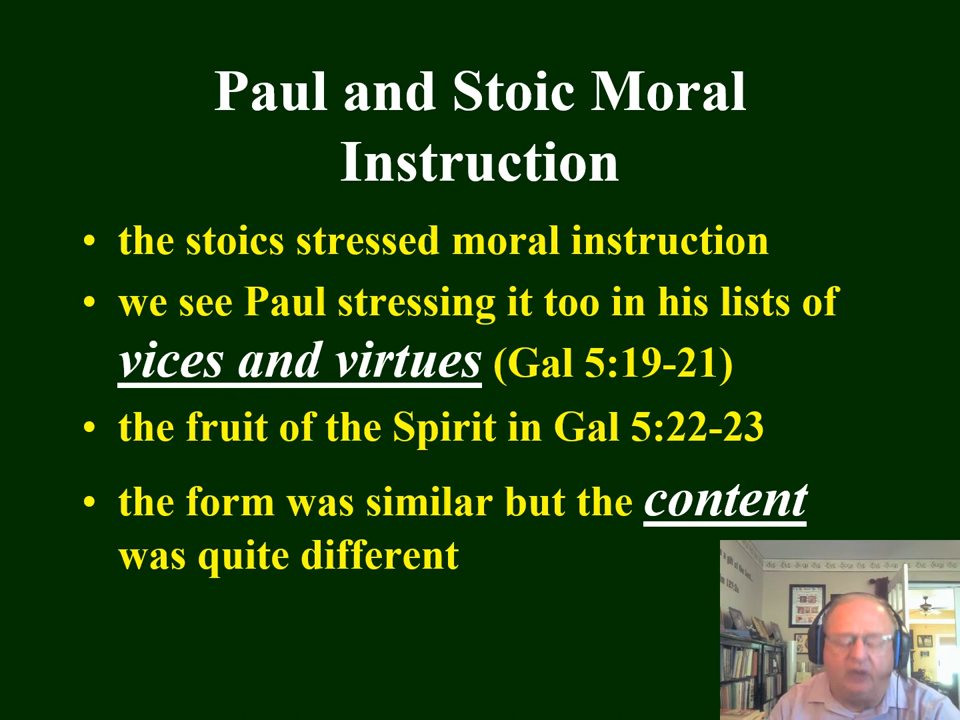 Paul and Stoic Moral
Instruction
• the stoics stressed moral instruction
• we see Paul stressing it too in his lists of
vices and virtues (Gal 5:19-21)
• the fruit of the Spirit in Gal 5:22-23
• the form was similar but the content
was quite different